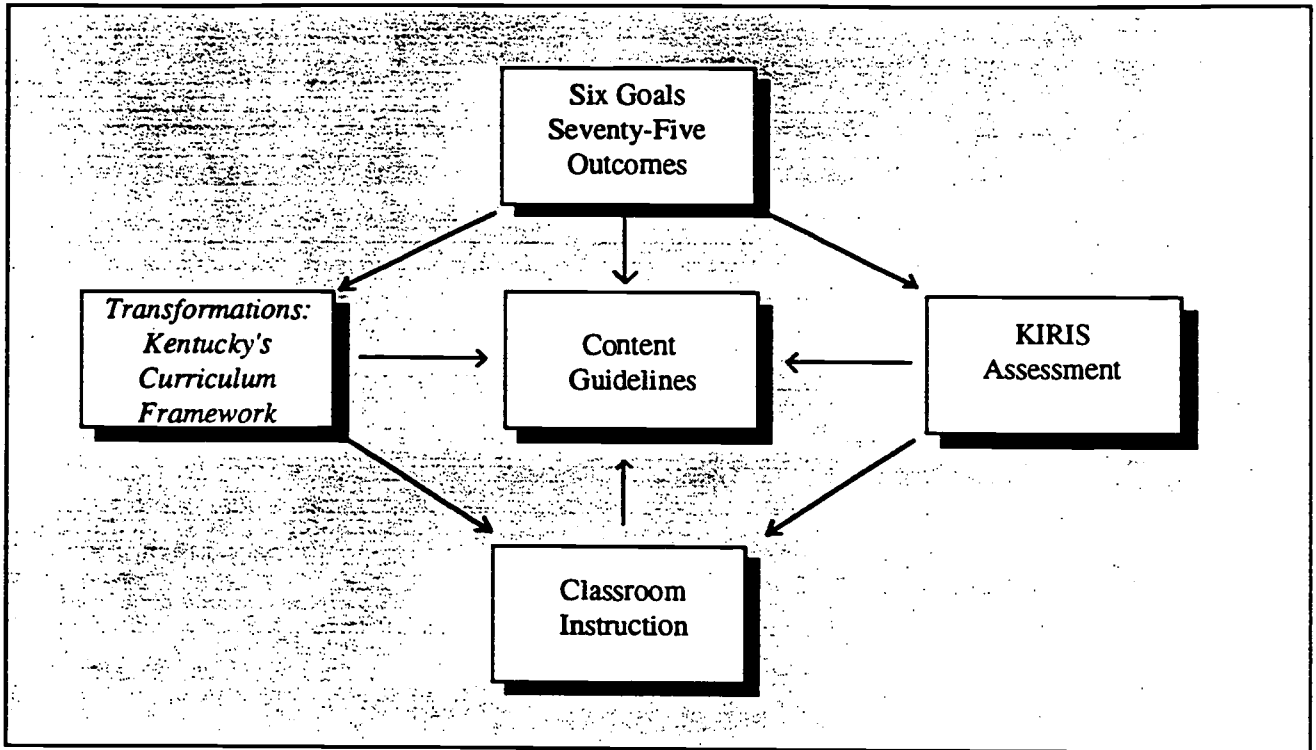 Six Goals
Seventy-Five
Outcomes
Transformations:
Kentucky's
Curriculum
Framework
Content
Guidelines
KIRIS
Assessment
Classroom
Instruction